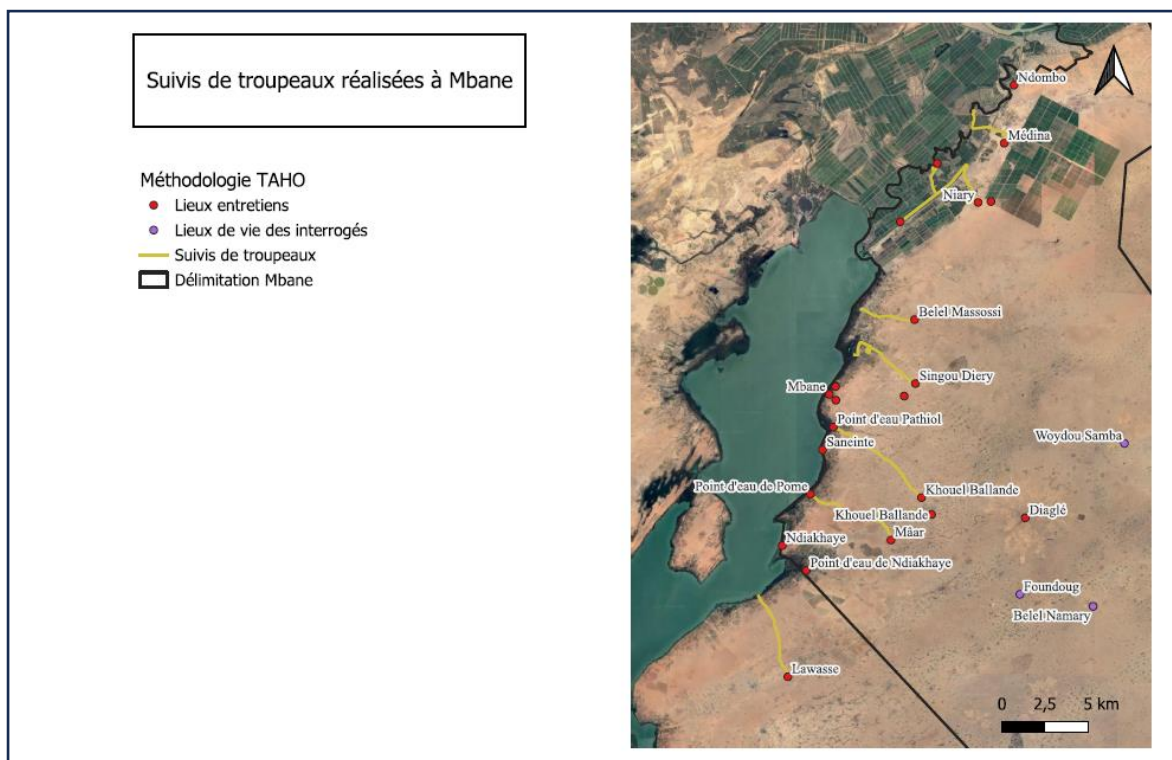 Suivis de troupeaux réalisées à Mbane
Méthodologie TAHO
Lieux entretiens
Lieux de vie des interrogés
Suivis de troupeaux
Délimitation Mbane
Ndombo
Médina
Niary
Belel Massossi
Singou Diery
Mbane
Point d'eau Pathiol
Saneinte
Woydou Samba
Point d'eau de Pome
Khouel Ballande
Khouel Ballande
Diaglé
Mâar
Ndiakhaye
Point d'eau de Ndiakhaye
Foundoug
Belel Namary
Lawasse
0 2,5 5 km